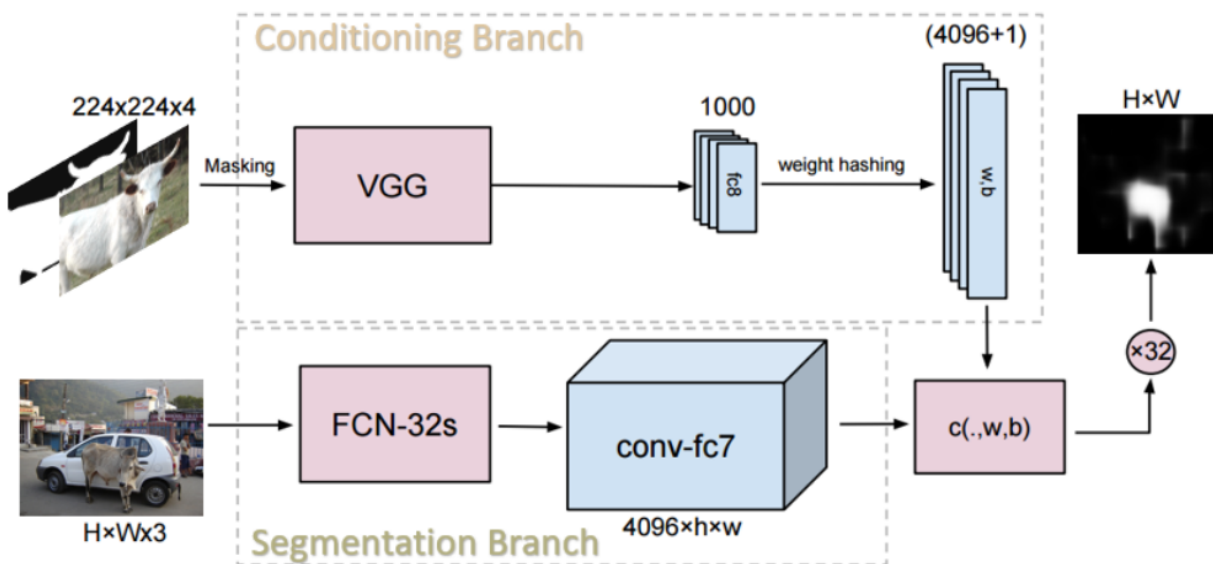 Conditioning Branch
(4096+1)
224x224x4
1000
H×W
Masking
VGG
fc8
weight hashing
w,b
×32
FCN-32s
conv-fc7
c(.,w,b)
H×Wx3
4096×h×w
Segmentation Branch